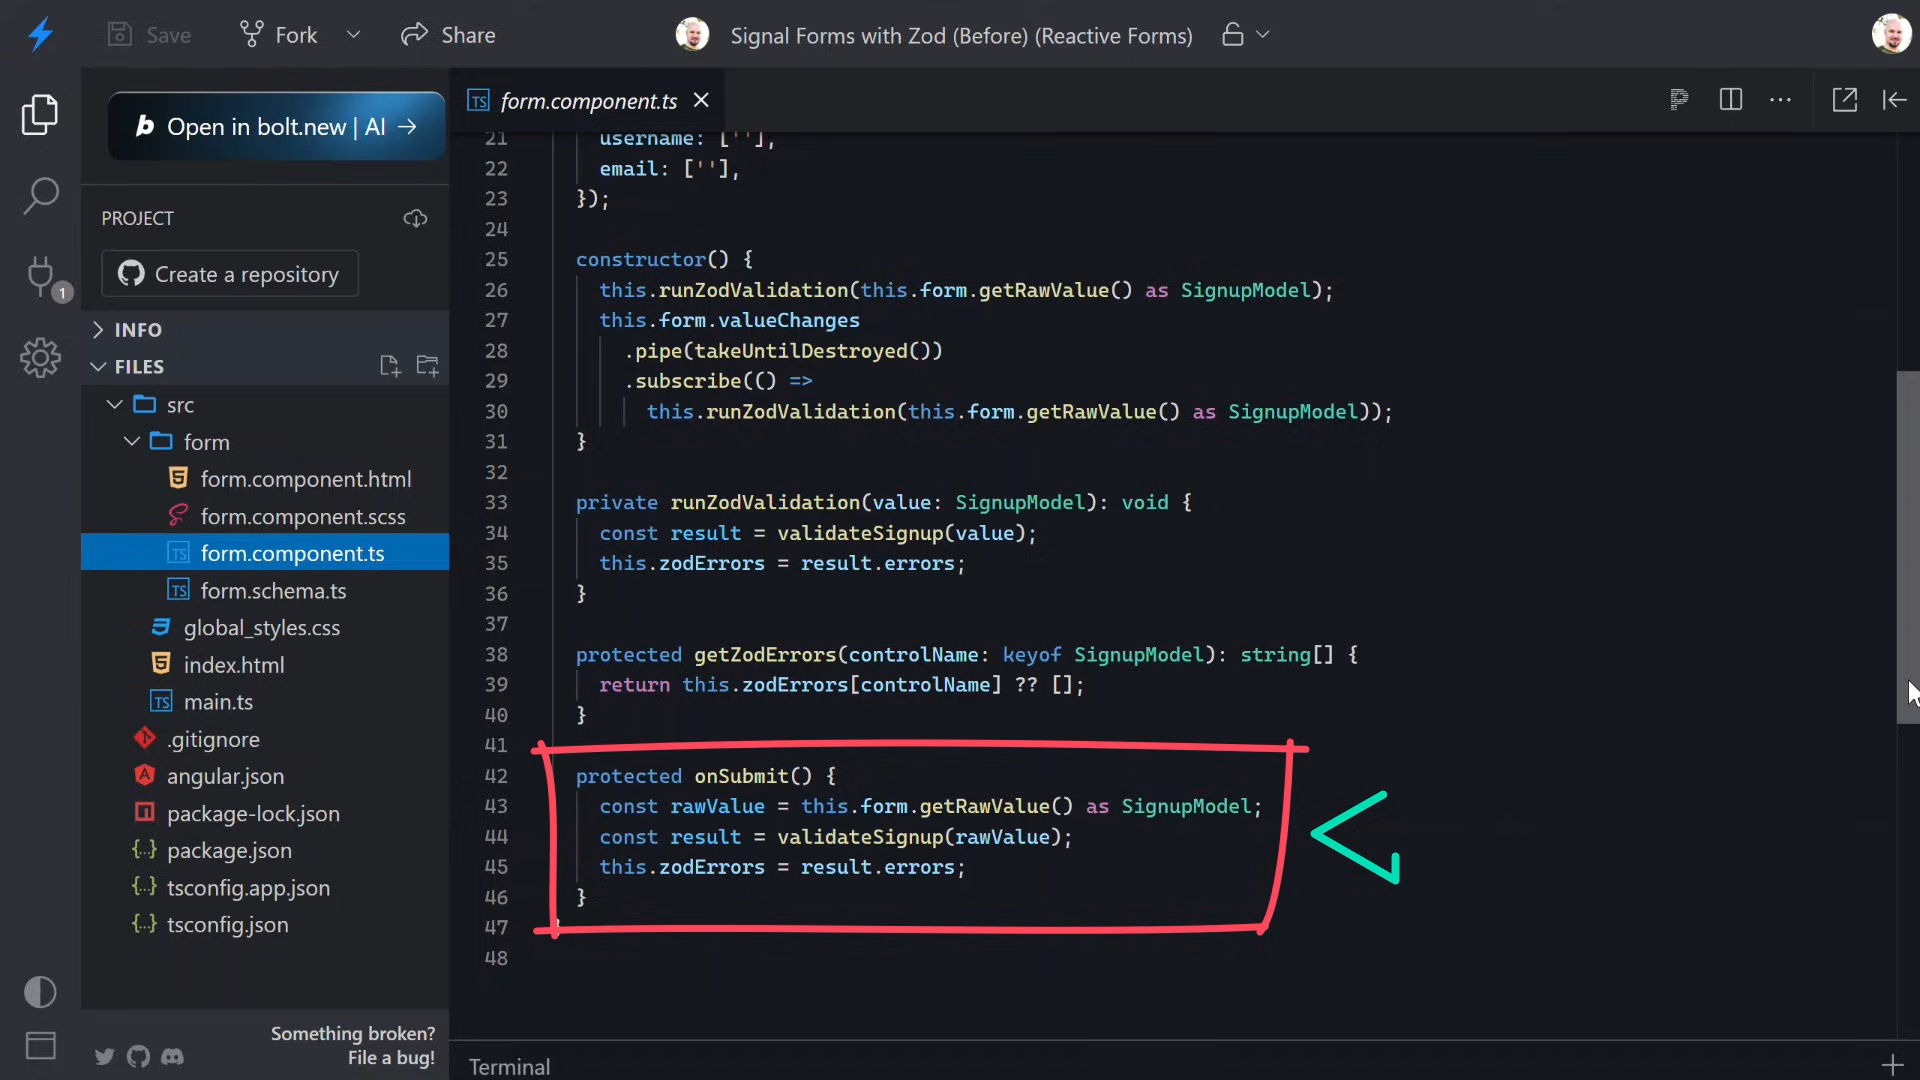 Save
Fork
Share
Signal Forms with Zod (Before) (Reactive Forms)
b Open in bolt.new | AI →
PROJECT
Create a repository
1
INFO
FILES
src
form
form.component.html
form.component.scss
TS form.component.ts
TS form.schema.ts
global_styles.css
index.html
TS main.ts
.gitignore
angular.json
package-lock.json
{..} package.json
{..} tsconfig.app.json
{..} tsconfig.json
Something broken?
File a bug!
TS form.component.ts
21 username: [''],
22 email: [''],
23 });
24
25 constructor() {
26 this.runZodValidation(this.form.getRawValue() as SignupModel);
27 this.form.valueChanges
28 .pipe(takeUntilDestroyed())
29 .subscribe(() =>
30 this.runZodValidation(this.form.getRawValue() as SignupModel));
31 }
32
33 private runZodValidation(value: SignupModel): void {
34 const result = validateSignup(value);
35 this.zodErrors = result.errors;
36 }
37
38 protected getZodErrors(controlName: keyof SignupModel): string[] {
39 return this.zodErrors[controlName] ?? [];
40 }
41
42 protected onSubmit() {
43 const rawValue = this.form.getRawValue() as SignupModel;
44 const result = validateSignup(rawValue);
45 this.zodErrors = result.errors;
46 }
47 }
48
Terminal